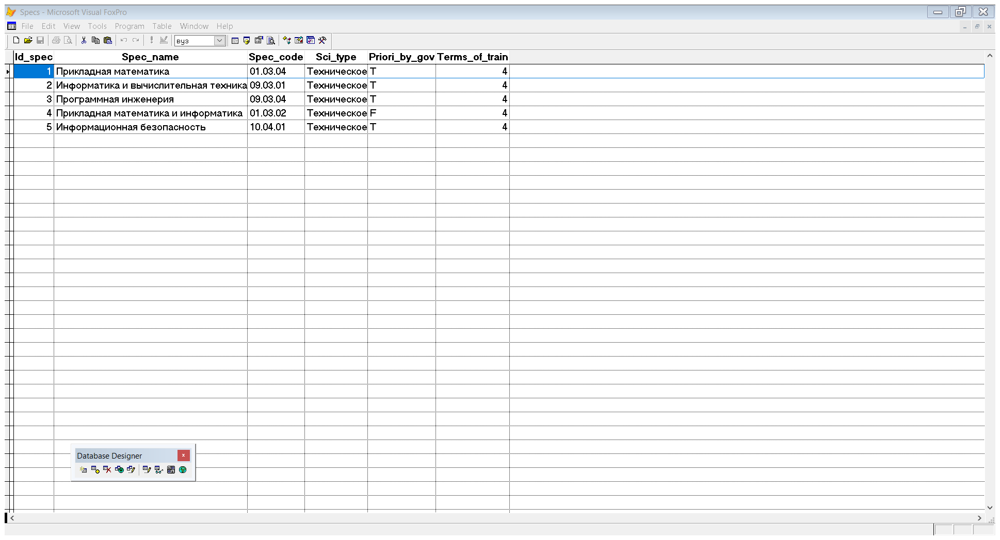 Specs - Microsoft Visual FoxPro
File Edit View Tools Program Table Window Help
вуз
Id_spec Spec_name Spec_code Sci_type Priori_by_gov Terms_of_train
1 Прикладная математика 01.03.04 Техническое T 4
2 Информатика и вычислительная техника 09.03.01 Техническое T 4
3 Программная инженерия 09.03.04 Техническое T 4
4 Прикладная математика и информатика 01.03.02 Техническое F 4
5 Информационная безопасность 10.04.01 Техническое T 4
Database Designer